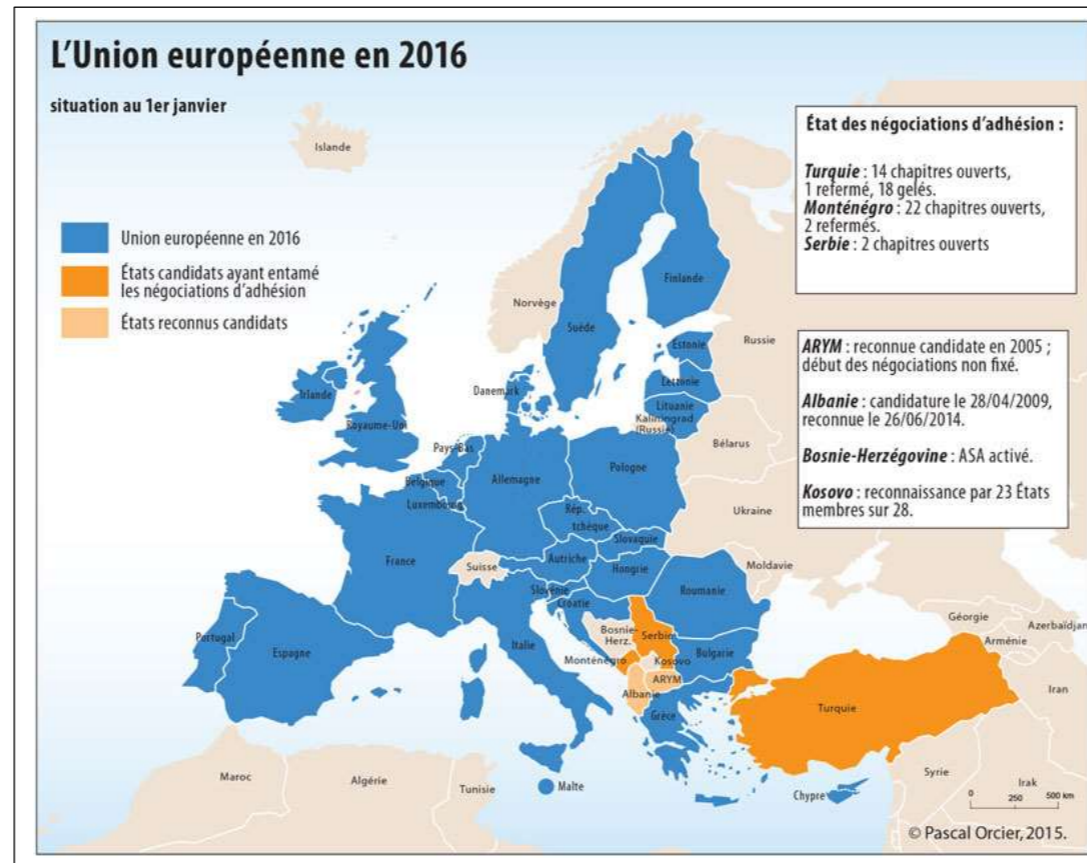 L'Union européenne en 2016
situation au 1er janvier
Union européenne en 2016
États candidats ayant entamé
les négociations d'adhésion
États reconnus candidats
État des négociations d'adhésion :
Turquie : 14 chapitres ouverts,
1 refermé, 18 gelés.
Monténégro : 22 chapitres ouverts,
2 refermés.
Serbie : 2 chapitres ouverts
ARYM : reconnue candidate en 2005 ;
début des négociations non fixé.
Albanie : candidature le 28/04/2009,
reconnue le 26/06/2014.
Bosnie-Herzégovine : ASA activé.
Kosovo : reconnaissance par 23 États
membres sur 28.
Islande
Norvège
Suède
Finlande
Russie
Estonie
Lettonie
Lituanie
Kaliningrad
(Russie)
Danemark
Irlande
Royaume-Uni
Pays-Bas
Belgique
Luxembourg
Allemagne
Pologne
Bélarus
Ukraine
Rép.
tchèque
Slovaquie
Autriche
Hongrie
Moldavie
France
Suisse
Slovénie
Croatie
Roumanie
Bosnie-
Herz.
Serbie
Monténégro
Kosovo
Bulgarie
ARYM
Albanie
Italie
Grèce
Portugal
Espagne
Géorgie
Azerbaïdjan
Arménie
Iran
Turquie
Syrie
Irak
Chypre
Malte
Maroc
Algérie
Tunisie
0 250 500 km
© Pascal Orcier, 2015.